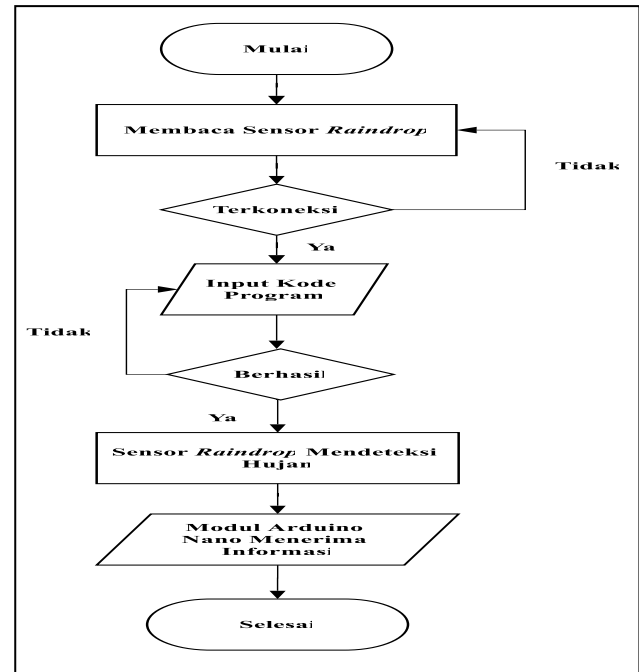 Mulai
Membaca Sensor Raindrop
Tidak
Terkoneksi
Ya
Input Kode
Program
Tidak
Berhasil
Ya
Sensor Raindrop Mendeteksi
Hujan
Modul Arduino
Nano Menerima
Informasi
Selesai